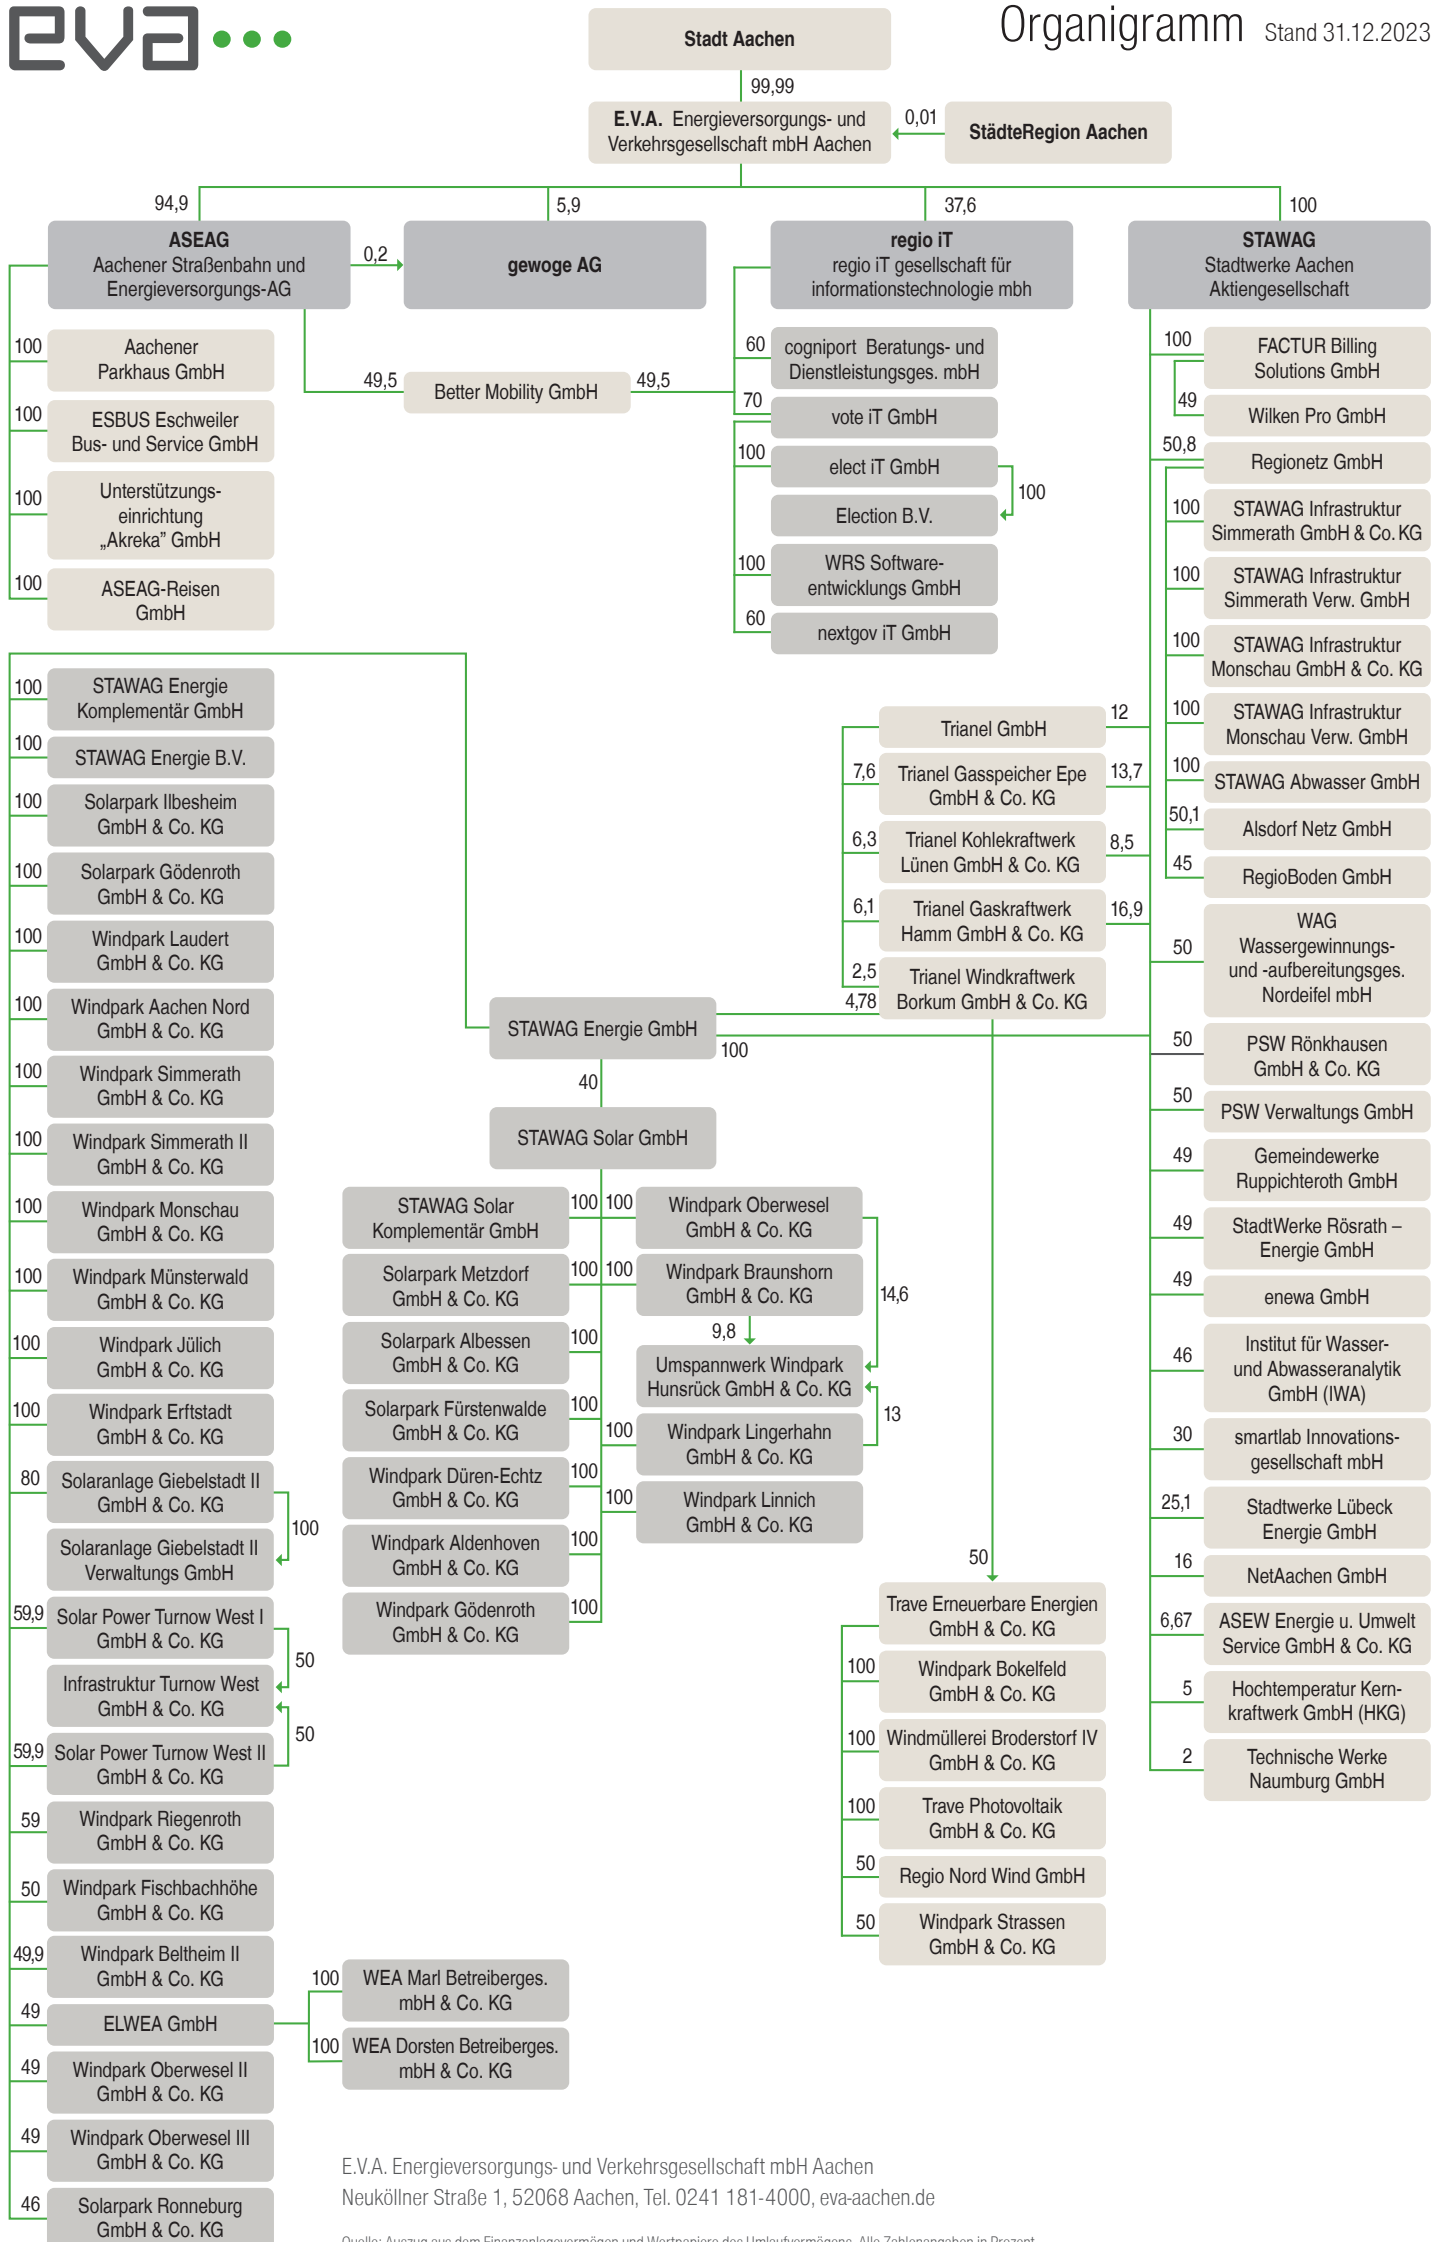 eva
Organigramm Stand 31.12.2023
Stadt Aachen
99,99
E.V.A. Energieversorgungs- und
Verkehrsgesellschaft mbH Aachen
0,01
StädteRegion Aachen
94,9
5,9
37,6
100
ASEAG
Aachener Straßenbahn und
Energieversorgungs-AG
0,2
gewoge AG
regio iT
regio iT gesellschaft für
informationstechnologie mbh
STAWAG
Stadtwerke Aachen
Aktiengesellschaft
100
Aachener
Parkhaus GmbH
100
ESBUS Eschweiler
Bus- und Service GmbH
100
Unterstützungs-
einrichtung
„Akreka” GmbH
100
ASEAG-Reisen
GmbH
49,5
Better Mobility GmbH
49,5
60
cogniport Beratungs- und
Dienstleistungsges. mbH
70
vote iT GmbH
100
elect iT GmbH
100
Election B.V.
100
WRS Software-
entwicklungs GmbH
60
nextgov iT GmbH
100
FACTUR Billing
Solutions GmbH
49
Wilken Pro GmbH
50,8
Regionetz GmbH
100
STAWAG Infrastruktur
Simmerath GmbH & Co. KG
100
STAWAG Infrastruktur
Simmerath Verw. GmbH
100
STAWAG Infrastruktur
Monschau GmbH & Co. KG
100
STAWAG Infrastruktur
Monschau Verw. GmbH
100
STAWAG Abwasser GmbH
50,1
Alsdorf Netz GmbH
45
RegioBoden GmbH
50
WAG
Wassergewinnungs-
und -aufbereitungsges.
Nordeifel mbH
50
PSW Rönkhausen
GmbH & Co. KG
50
PSW Verwaltungs GmbH
49
Gemeindewerke
Ruppichteroth GmbH
49
StadtWerke Rösrath –
Energie GmbH
49
enewa GmbH
46
Institut für Wasser-
und Abwasseranalytik
GmbH (IWA)
30
smartlab Innovations-
gesellschaft mbH
25,1
Stadtwerke Lübeck
Energie GmbH
16
NetAachen GmbH
6,67
ASEW Energie u. Umwelt
Service GmbH & Co. KG
5
Hochtemperatur Kern-
kraftwerk GmbH (HKG)
2
Technische Werke
Naumburg GmbH
Trianel GmbH
12
7,6
Trianel Gasspeicher Epe
GmbH & Co. KG
13,7
6,3
Trianel Kohlekraftwerk
Lünen GmbH & Co. KG
8,5
6,1
Trianel Gaskraftwerk
Hamm GmbH & Co. KG
16,9
2,5
Trianel Windkraftwerk
Borkum GmbH & Co. KG
4,78
STAWAG Energie GmbH
100
40
STAWAG Solar GmbH
100
STAWAG Energie
Komplementär GmbH
100
STAWAG Energie B.V.
100
Solarpark Ilbesheim
GmbH & Co. KG
100
Solarpark Gödenroth
GmbH & Co. KG
100
Windpark Laudert
GmbH & Co. KG
100
Windpark Aachen Nord
GmbH & Co. KG
100
Windpark Simmerath
GmbH & Co. KG
100
Windpark Simmerath II
GmbH & Co. KG
100
Windpark Monschau
GmbH & Co. KG
100
Windpark Münsterwald
GmbH & Co. KG
100
Windpark Jülich
GmbH & Co. KG
100
Windpark Erftstadt
GmbH & Co. KG
80
Solaranlage Giebelstadt II
GmbH & Co. KG
100
Solaranlage Giebelstadt II
Verwaltungs GmbH
59,9
Solar Power Turnow West I
GmbH & Co. KG
50
Infrastruktur Turnow West
GmbH & Co. KG
50
59,9
Solar Power Turnow West II
GmbH & Co. KG
59
Windpark Riegenroth
GmbH & Co. KG
50
Windpark Fischbachhöhe
GmbH & Co. KG
49,9
Windpark Beltheim II
GmbH & Co. KG
49
ELWEA GmbH
100
WEA Marl Betreiberges.
mbH & Co. KG
100
WEA Dorsten Betreiberges.
mbH & Co. KG
49
Windpark Oberwesel II
GmbH & Co. KG
49
Windpark Oberwesel III
GmbH & Co. KG
46
Solarpark Ronneburg
GmbH & Co. KG
STAWAG Solar
Komplementär GmbH
100
100
Windpark Oberwesel
GmbH & Co. KG
Solarpark Metzdorf
GmbH & Co. KG
100
100
Windpark Braunshorn
GmbH & Co. KG
14,6
9,8
Solarpark Albessen
GmbH & Co. KG
100
Umspannwerk Windpark
Hunsrück GmbH & Co. KG
13
Solarpark Fürstenwalde
GmbH & Co. KG
100
100
Windpark Lingerhahn
GmbH & Co. KG
Windpark Düren-Echtz
GmbH & Co. KG
100
100
Windpark Linnich
GmbH & Co. KG
Windpark Aldenhoven
GmbH & Co. KG
100
Windpark Gödenroth
GmbH & Co. KG
100
50
Trave Erneuerbare Energien
GmbH & Co. KG
100
Windpark Bokelfeld
GmbH & Co. KG
100
Windmüllerei Broderstorf IV
GmbH & Co. KG
100
Trave Photovoltaik
GmbH & Co. KG
50
Regio Nord Wind GmbH
50
Windpark Strassen
GmbH & Co. KG
E.V.A. Energieversorgungs- und Verkehrsgesellschaft mbH Aachen
Neuköllner Straße 1, 52068 Aachen, Tel. 0241 181-4000, eva-aachen.de
Quelle: Auszug aus dem Finanzanlagevermögen und Wertpapiere des Umlaufvermögens. Alle Zahlenangaben in Prozent